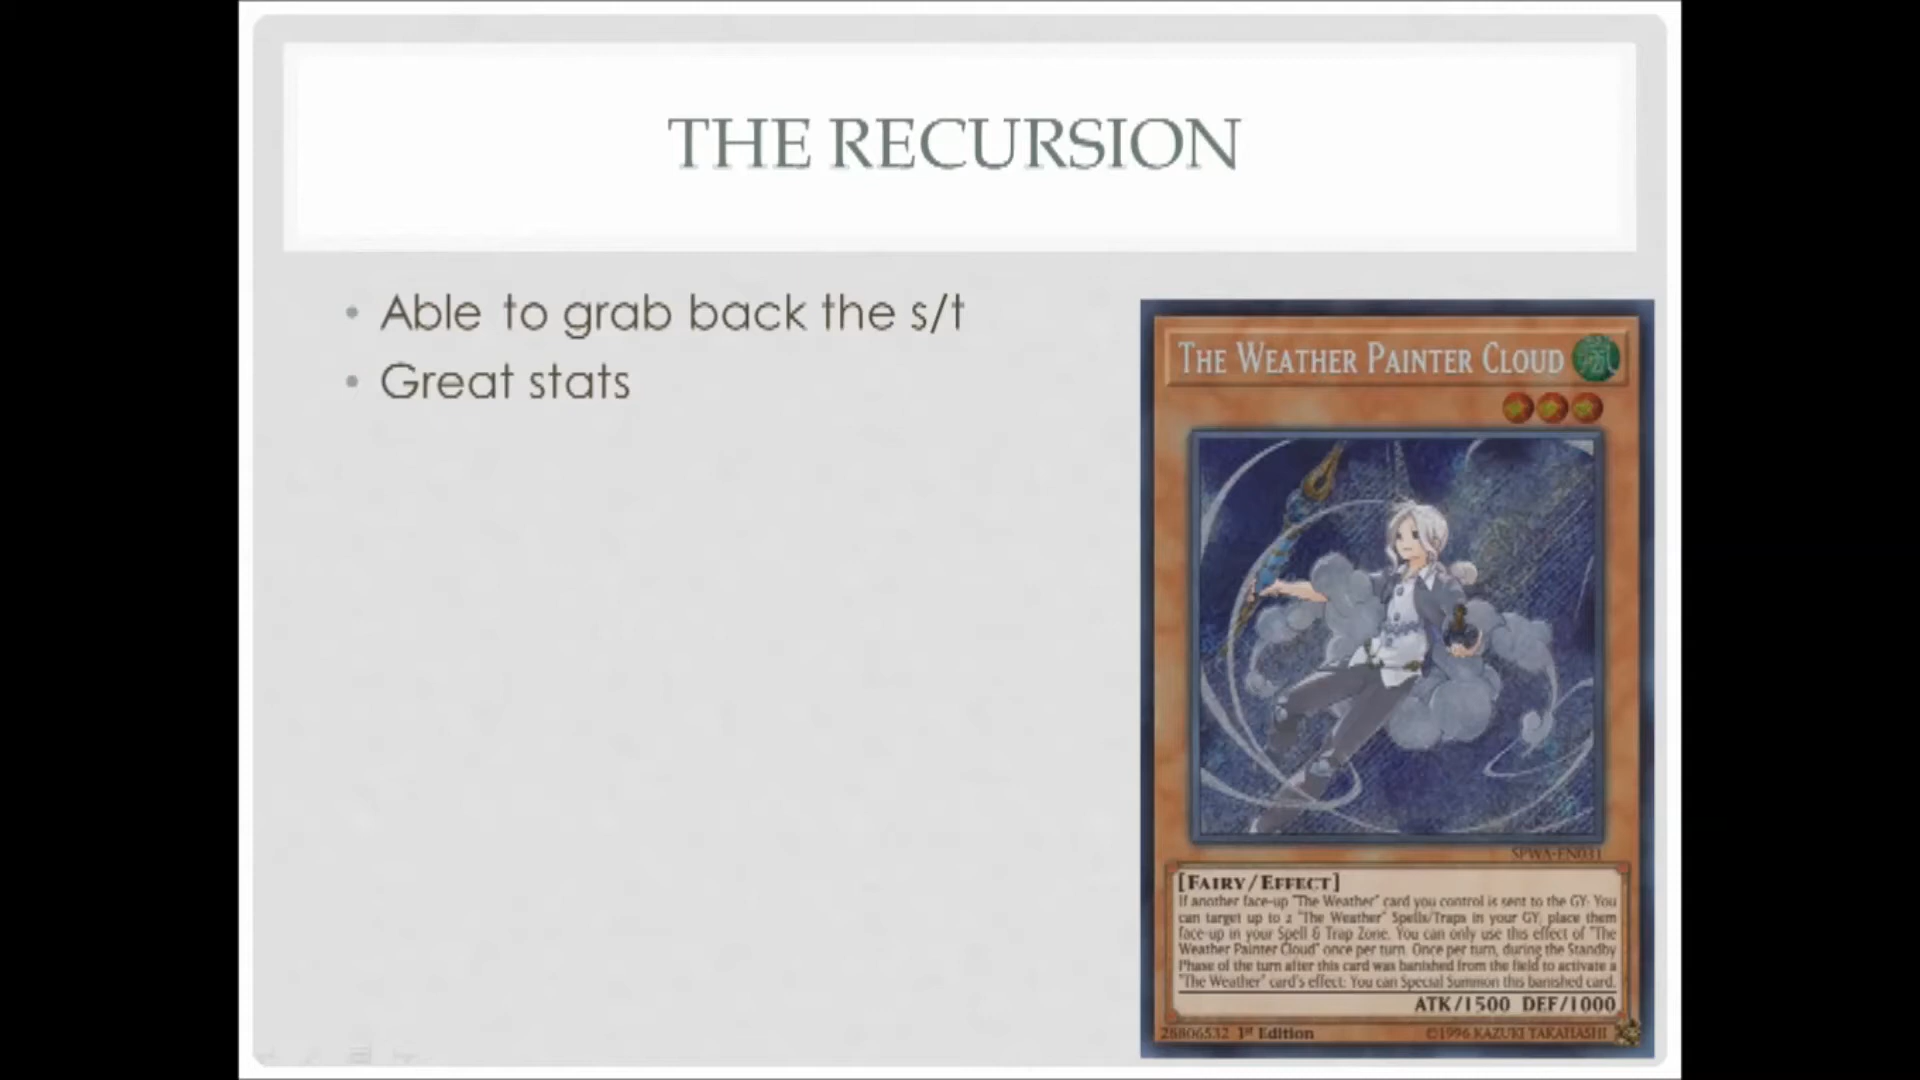 THE RECURSION
• Able to grab back the s/t
• Great stats
THE WEATHER PAINTER CLOUD
SPWA-EN031
[FAIRY/EFFECT]
If another face-up "The Weather" card you control is sent to the GY: You
can target up to 2 "The Weather" Spells/Traps in your GY; place them
face-up in your Spell & Trap Zone. You can only use this effect of "The
Weather Painter Cloud" once per turn. Once per turn, during the Standby
Phase of the turn after this card was banished from the field to activate a
"The Weather" card's effect: You can Special Summon this banished card.
ATK/1500 DEF/1000
28806532 1st Edition
©1996 KAZUKI TAKAHASHI